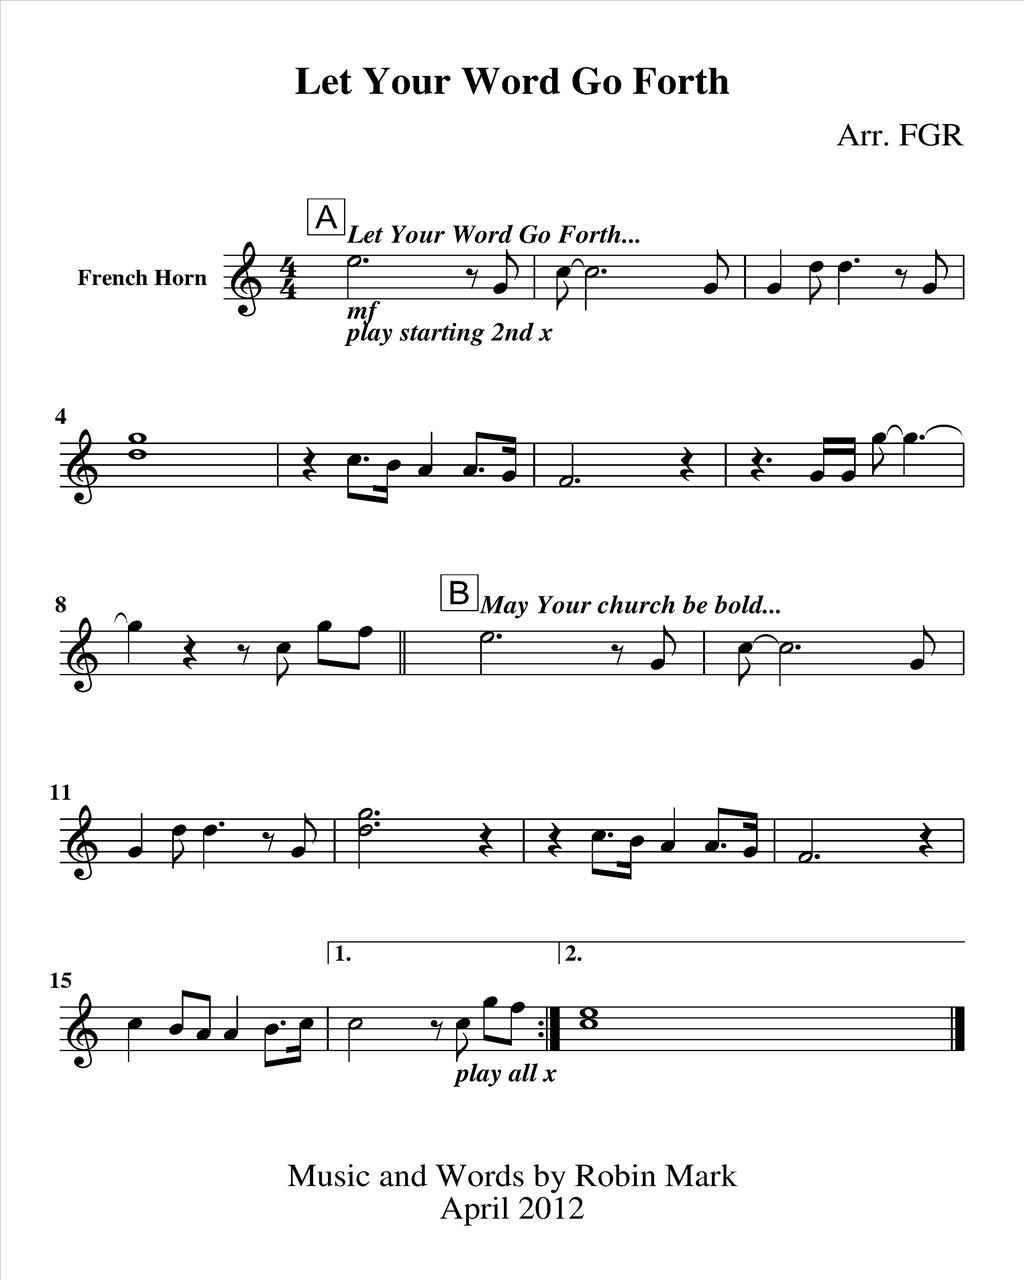 Let Your Word Go Forth
Arr. FGR
A
Let Your Word Go Forth...
French Horn
4
4
mf
play starting 2nd x
4
8
B
May Your church be bold...
11
15
1.
2.
play all x
Music and Words by Robin Mark
April 2012